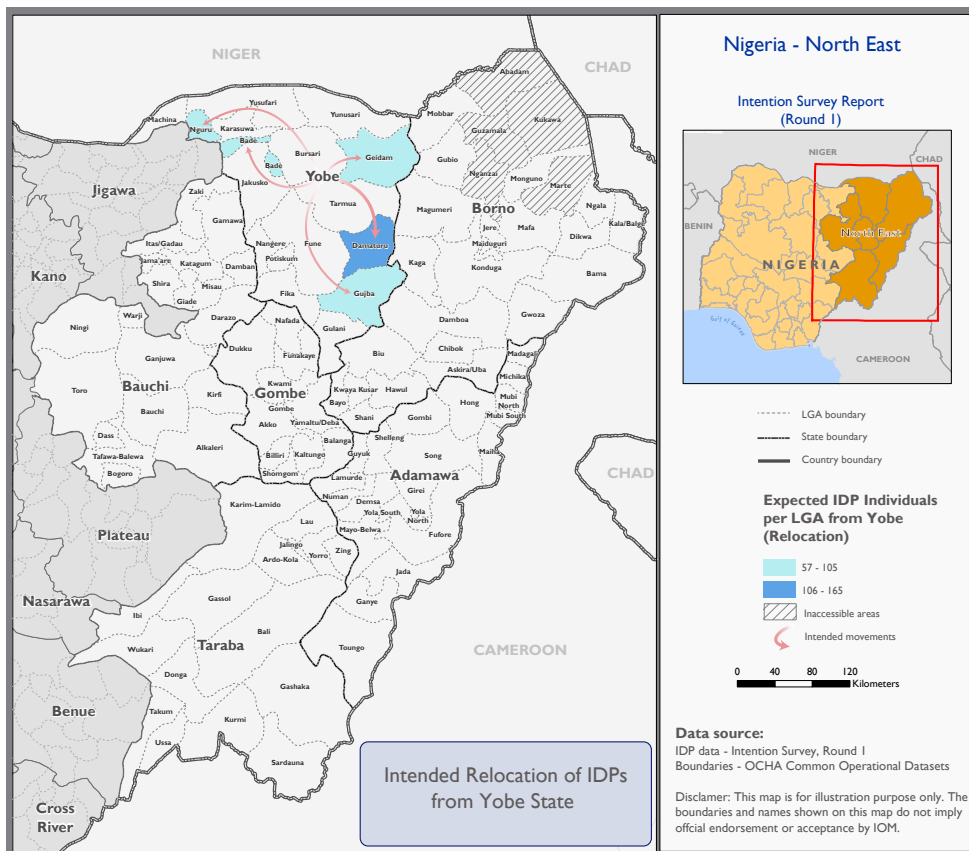 NIGER
CHAD
Abadam
Mobbar
Yusufari
Machina
Yunusari
Kukawa
Nguru
Karasuwa
Guzamala
Bade
Bursari
Geidam
Gubio
Bade
Nganzai
Monguno
Jigawa
Yobe
Marte
Zaki
Jakusko
Tarmua
Magumeri
Borno
Ngala
Gamawa
Jere
Mafa
Kala/Balge
Itas/Gadau
Nangere
Fune
Damaturu
Maiduguri
Dikwa
Jama'are
Katagum
Damban
Potiskum
Kaga
Konduga
Bama
Kano
Shira
Misau
Giade
Fika
Gujba
Ningi
Warji
Darazo
Nafada
Gulani
Damboa
Gwoza
Dukku
Funakaye
Chibok
Ganjuwa
Biu
Madagali
Askira/Uba
Toro
Bauchi
Kirfi
Kwami
Gombe
Kwaya Kusar
Hawul
Michika
Gombe
Bayo
Hong
Mubi
North
Bauchi
Akko
Yamaltu/Deba
Shani
Gombi
Mubi South
Dass
Balanga
Shelleng
Tafawa-Balewa
Alkaleri
Billiri
Kaltungo
Guyuk
Song
Maiha
CHAD
Bogoro
Shomgom
Lamurde
Adamawa
Karim-Lamido
Numan
Demsa
Girei
Plateau
Lau
Yola South
Yola
North
Mayo-Belwa
Fufore
Jalingo
Yorro
Zing
Ardo-Kola
Jada
Nasarawa
Gassol
Ganye
Ibi
Bali
Wukari
Taraba
Toungo
CAMEROON
Donga
Gashaka
Benue
Takum
Kurmi
Ussa
Sardauna
Cross
River
Intended Relocation of IDPs
from Yobe State
Nigeria - North East
Intention Survey Report
(Round 1)
NIGER
CHAD
BENIN
North East
NIGERIA
Gulf of Guinea
CAMEROON
LGA boundary
State boundary
Country boundary
Expected IDP Individuals
per LGA from Yobe
(Relocation)
57 - 105
106 - 165
Inaccessible areas
Intended movements
0 40 80 120
Kilometers
Data source:
IDP data - Intention Survey, Round 1
Boundaries - OCHA Common Operational Datasets
Disclamer: This map is for illustration purpose only. The
boundaries and names shown on this map do not imply
offcial endorsement or acceptance by IOM.